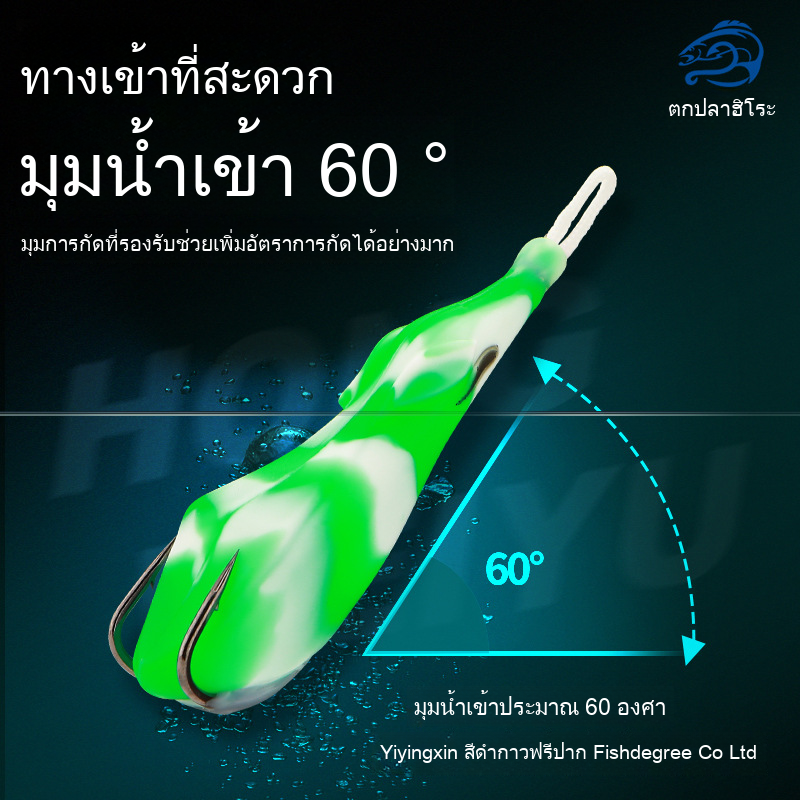 ทางเข้าที่สะดวก
ตกปลาฮิโระ
มุมน้ำเข้า 60 °
มุมการกัดที่รองรับช่วยเพิ่มอัตราการกัดได้อย่างมาก
60°
มุมน้ำเข้าประมาณ 60 องศา
Yiyingxin สีดำกาวฟรีปาก Fishdegree Co Ltd